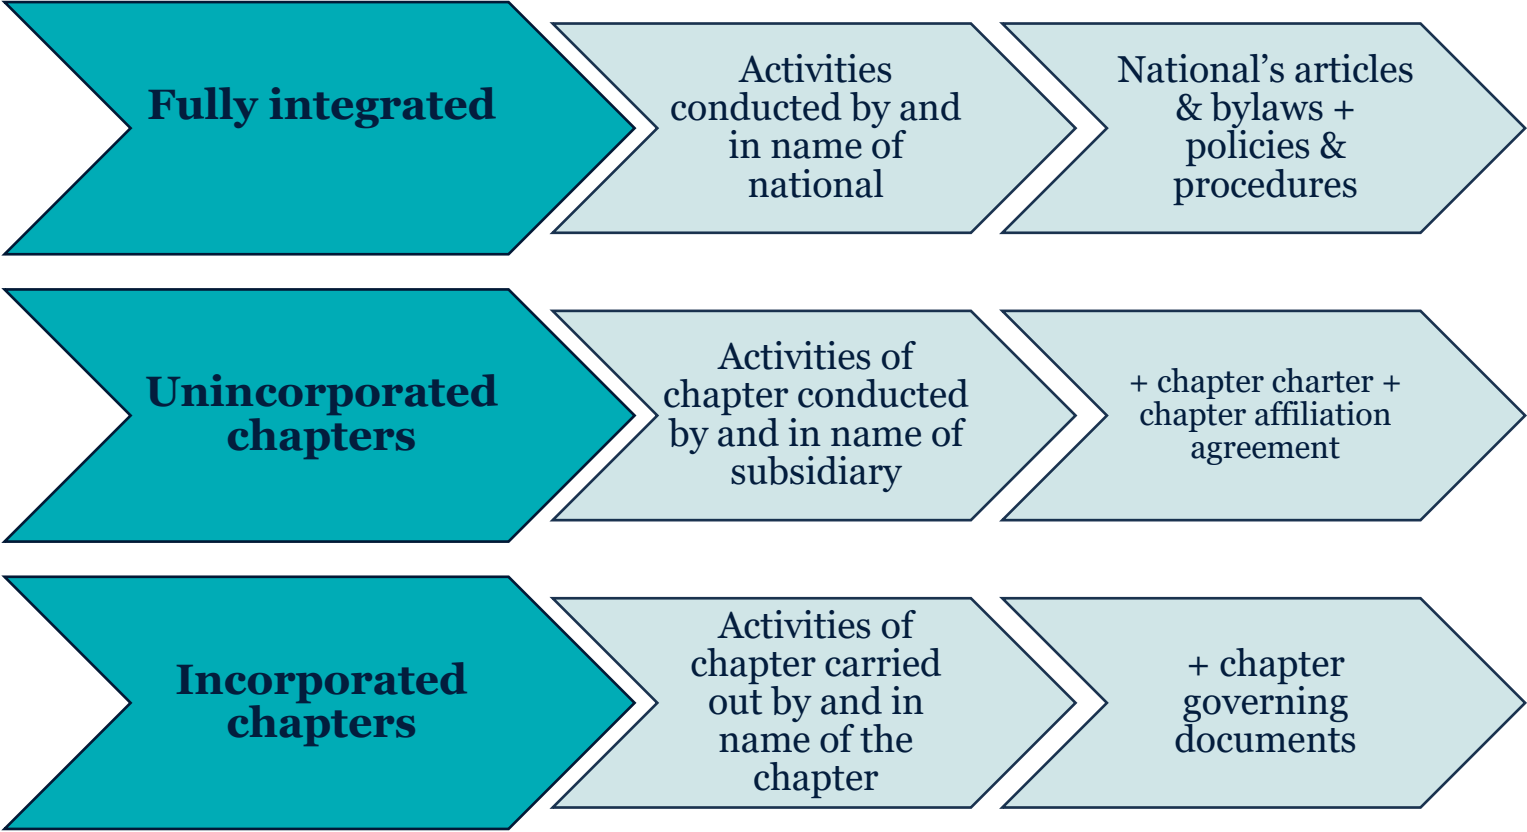 Fully integrated
Activities
conducted by and
in name of
national
National’s articles
& bylaws +
policies &
procedures
Unincorporated
chapters
Activities of
chapter conducted
by and in name of
subsidiary
+ chapter charter +
chapter affiliation
agreement
Incorporated
chapters
Activities of
chapter carried
out by and in
name of the
chapter
+ chapter
governing
documents